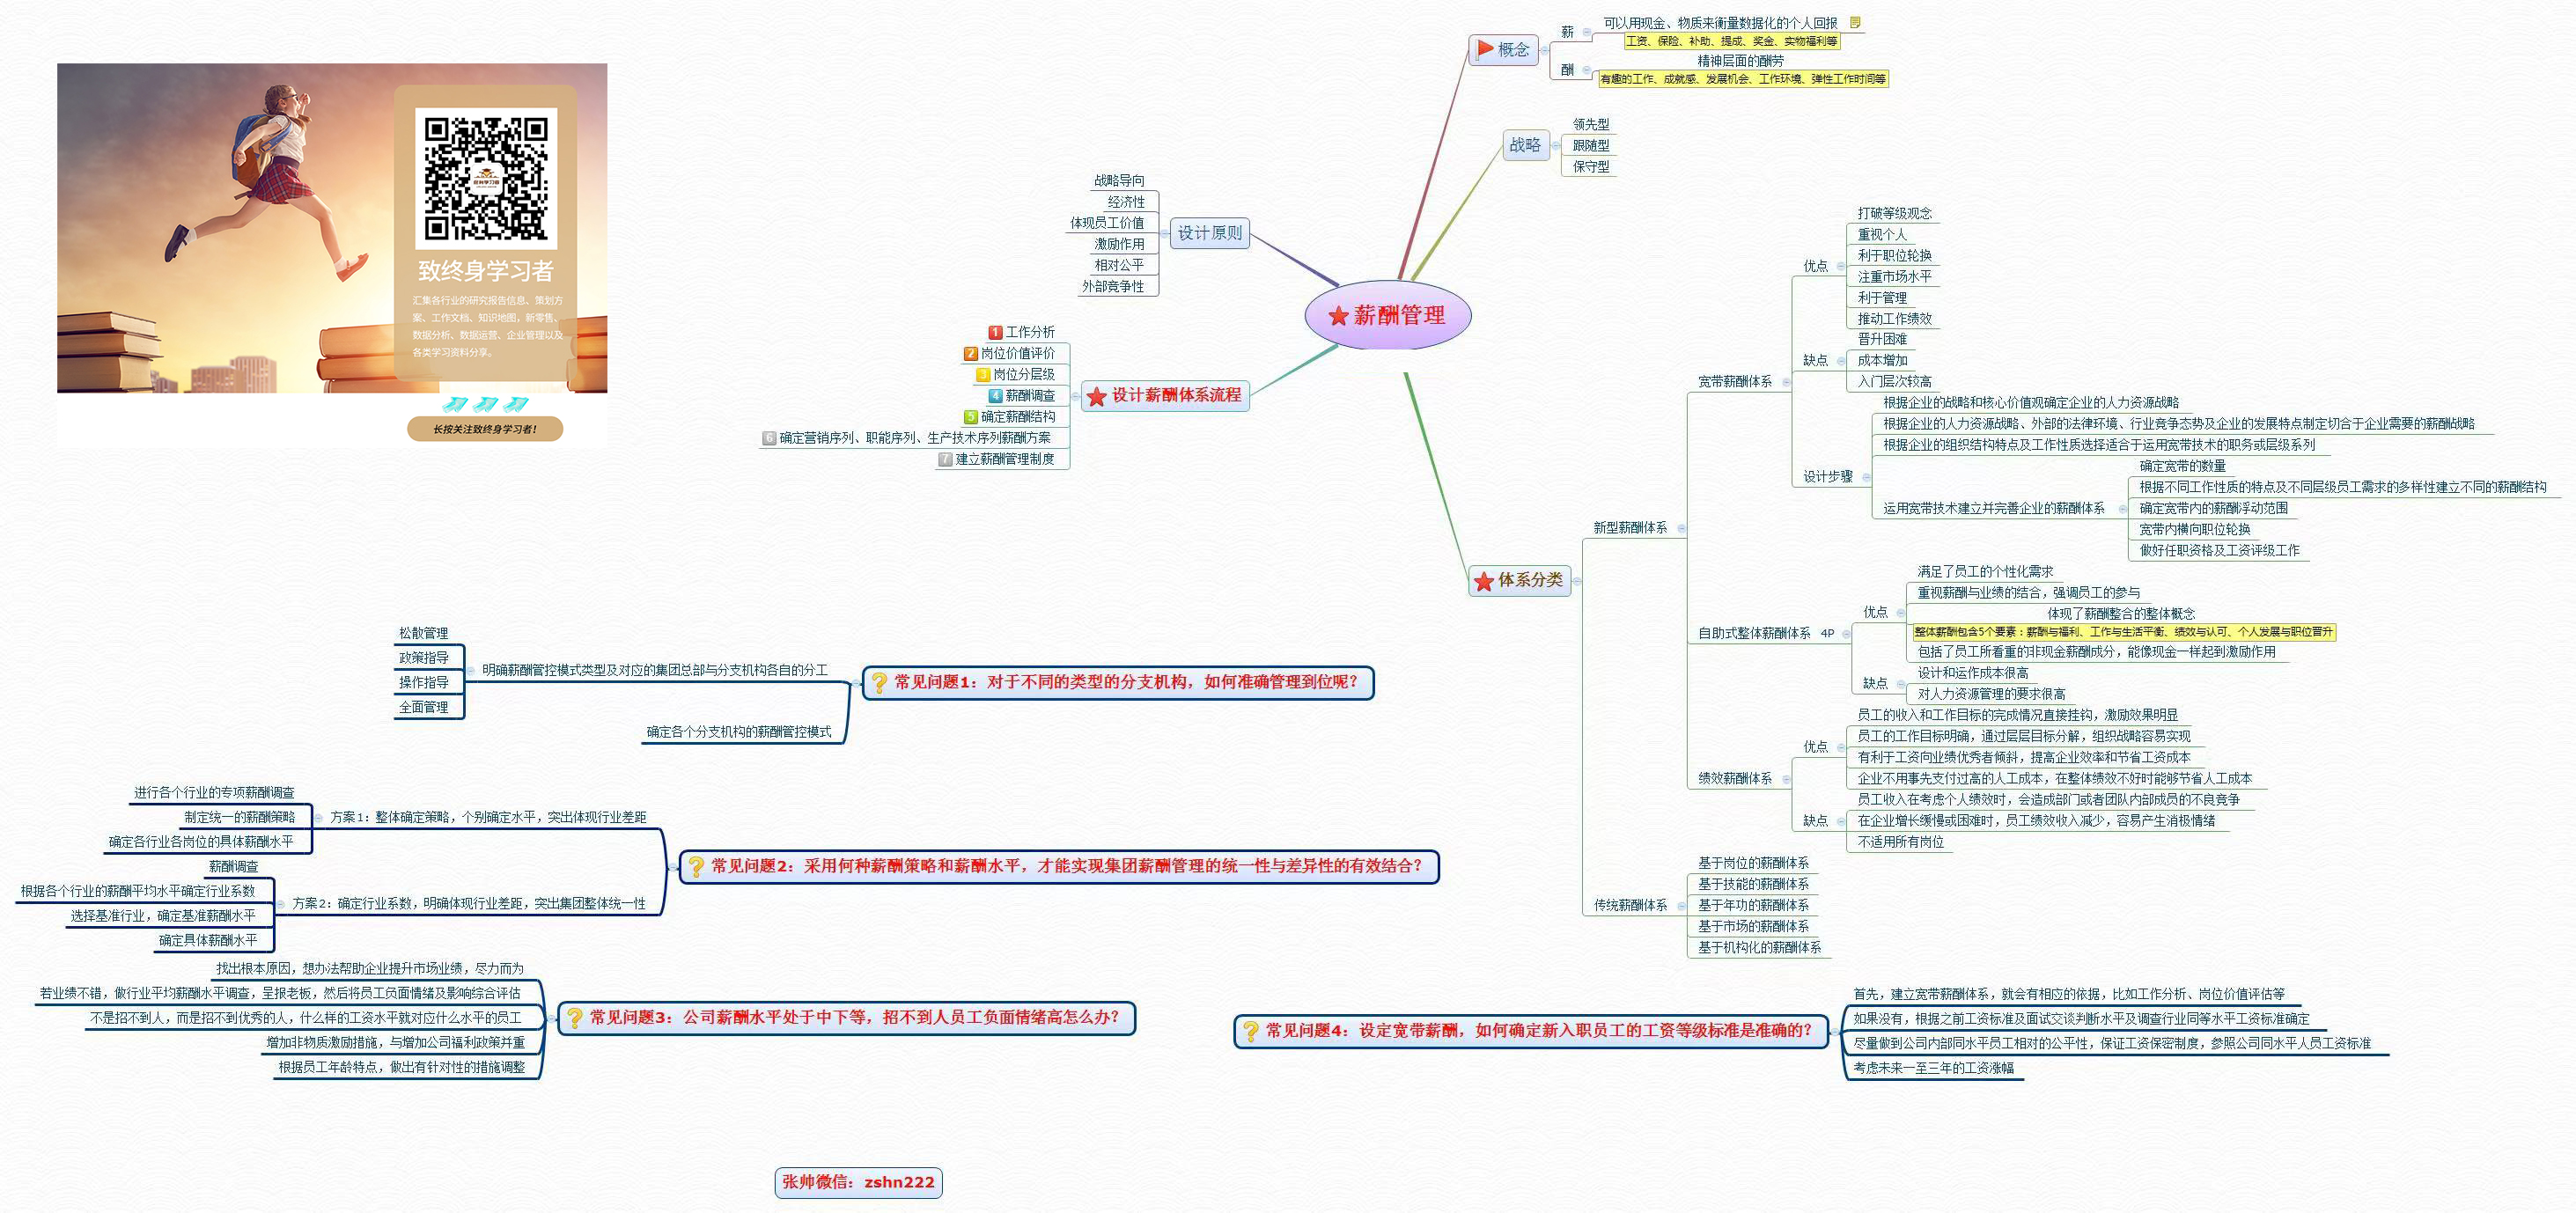 致终身学习者
汇集各行业的研究报告信息、策划方
案、工作文档、知识地图，新零售、
数据分析、数据运营、企业管理以及
各类学习资料分享。
长按关注致终身学习者！
薪酬管理
概念
薪
可以用现金、物质来衡量数据化的个人回报
工资、保险、补助、提成、奖金、实物福利等
酬
精神层面的酬劳
有趣的工作、成就感、发展机会、工作环境、弹性工作时间等
战略
领先型
跟随型
保守型
设计原则
战略导向
经济性
体现员工价值
激励作用
相对公平
外部竞争性
设计薪酬体系流程
1 工作分析
2 岗位价值评价
3 岗位分层级
4 薪酬调查
5 确定薪酬结构
6 确定营销序列、职能序列、生产技术序列薪酬方案
7 建立薪酬管理制度
体系分类
新型薪酬体系
宽带薪酬体系
优点
打破等级观念
重视个人
利于职位轮换
注重市场水平
利于管理
推动工作绩效
缺点
晋升困难
成本增加
入门层次较高
设计步骤
根据企业的战略和核心价值观确定企业的人力资源战略
根据企业的人力资源战略、外部的法律环境、行业竞争态势及企业的发展特点制定切合于企业需要的薪酬战略
根据企业的组织结构特点及工作性质选择适合于运用宽带技术的职务或层级系列
运用宽带技术建立并完善企业的薪酬体系
确定宽带的数量
根据不同工作性质的特点及不同层级员工需求的多样性建立不同的薪酬结构
确定宽带内的薪酬浮动范围
宽带内横向职位轮换
做好任职资格及工资评级工作
自助式整体薪酬体系 4P
优点
满足了员工的个性化需求
重视薪酬与业绩的结合，强调员工的参与
体现了薪酬整合的整体概念
整体薪酬包含5个要素：薪酬与福利、工作与生活平衡、绩效与认可、个人发展与职位晋升
包括了员工所看重的非现金薪酬成分，能像现金一样起到激励作用
缺点
设计和运作成本很高
对人力资源管理的要求很高
绩效薪酬体系
优点
员工的收入和工作目标的完成情况直接挂钩，激励效果明显
员工的工作目标明确，通过层层目标分解，组织战略容易实现
有利于工资向业绩优秀者倾斜，提高企业效率和节省工资成本
企业不用事先支付过高的人工成本，在整体绩效不好时能够节省人工成本
缺点
员工收入在考虑个人绩效时，会造成部门或者团队内部成员的不良竞争
在企业增长缓慢或困难时，员工绩效收入减少，容易产生消极情绪
不适用所有岗位
传统薪酬体系
基于岗位的薪酬体系
基于技能的薪酬体系
基于年功的薪酬体系
基于市场的薪酬体系
基于机构化的薪酬体系
常见问题1：对于不同的类型的分支机构，如何准确管理到位呢？
明确薪酬管控模式类型及对应的集团总部与分支机构各自的分工
松散管理
政策指导
操作指导
全面管理
确定各个分支机构的薪酬管控模式
常见问题2：采用何种薪酬策略和薪酬水平，才能实现集团薪酬管理的统一性与差异性的有效结合？
方案1：整体确定策略，个别确定水平，突出体现行业差距
进行各个行业的专项薪酬调查
制定统一的薪酬策略
确定各行业各岗位的具体薪酬水平
方案2：确定行业系数，明确体现行业差距，突出集团整体统一性
薪酬调查
根据各个行业的薪酬平均水平确定行业系数
选择基准行业，确定基准薪酬水平
确定具体薪酬水平
常见问题3：公司薪酬水平处于中下等，招不到人员工负面情绪高怎么办？
找出根本原因，想办法帮助企业提升市场业绩，尽力而为
若业绩不错，做行业平均薪酬水平调查，呈报老板，然后将员工负面情绪及影响综合评估
不是招不到人，而是招不到优秀的人，什么样的工资水平就对应什么水平的员工
增加非物质激励措施，与增加公司福利政策并重
根据员工年龄特点，做出有针对性的措施调整
常见问题4：设定宽带薪酬，如何确定新入职员工的工资等级标准是准确的？
首先，建立宽带薪酬体系，就会有相应的依据，比如工作分析、岗位价值评估等
如果没有，根据之前工资标准及面试交谈判断水平及调查行业同等水平工资标准确定
尽量做到公司内部同水平员工相对的公平性，保证工资保密制度，参照公司同水平人员工资标准
考虑未来一至三年的工资涨幅
张帅微信：zshn222